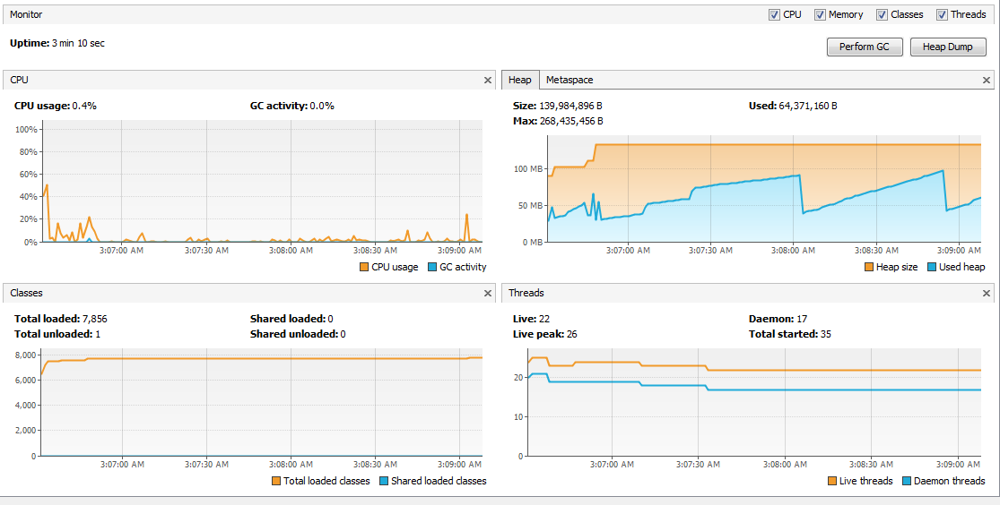 Monitor CPU Memory Classes Threads
Uptime: 3 min 10 sec Perform GC Heap Dump
CPU
CPU usage: 0.4% GC activity: 0.0%
100%
80%
60%
40%
20%
0%
3:07:00 AM 3:07:30 AM 3:08:00 AM 3:08:30 AM 3:09:00 AM
CPU usage GC activity
Heap Metaspace
Size: 139,984,896 B Used: 64,371,160 B
Max: 268,435,456 B
100 MB
50 MB
0 MB
3:07:00 AM 3:07:30 AM 3:08:00 AM 3:08:30 AM 3:09:00 AM
Heap size Used heap
Classes
Total loaded: 7,856 Shared loaded: 0
Total unloaded: 1 Shared unloaded: 0
8,000
6,000
4,000
2,000
0
3:07:00 AM 3:07:30 AM 3:08:00 AM 3:08:30 AM 3:09:00 AM
Total loaded classes Shared loaded classes
Threads
Live: 22 Daemon: 17
Live peak: 26 Total started: 35
20
10
0
3:07:00 AM 3:07:30 AM 3:08:00 AM 3:08:30 AM 3:09:00 AM
Live threads Daemon threads